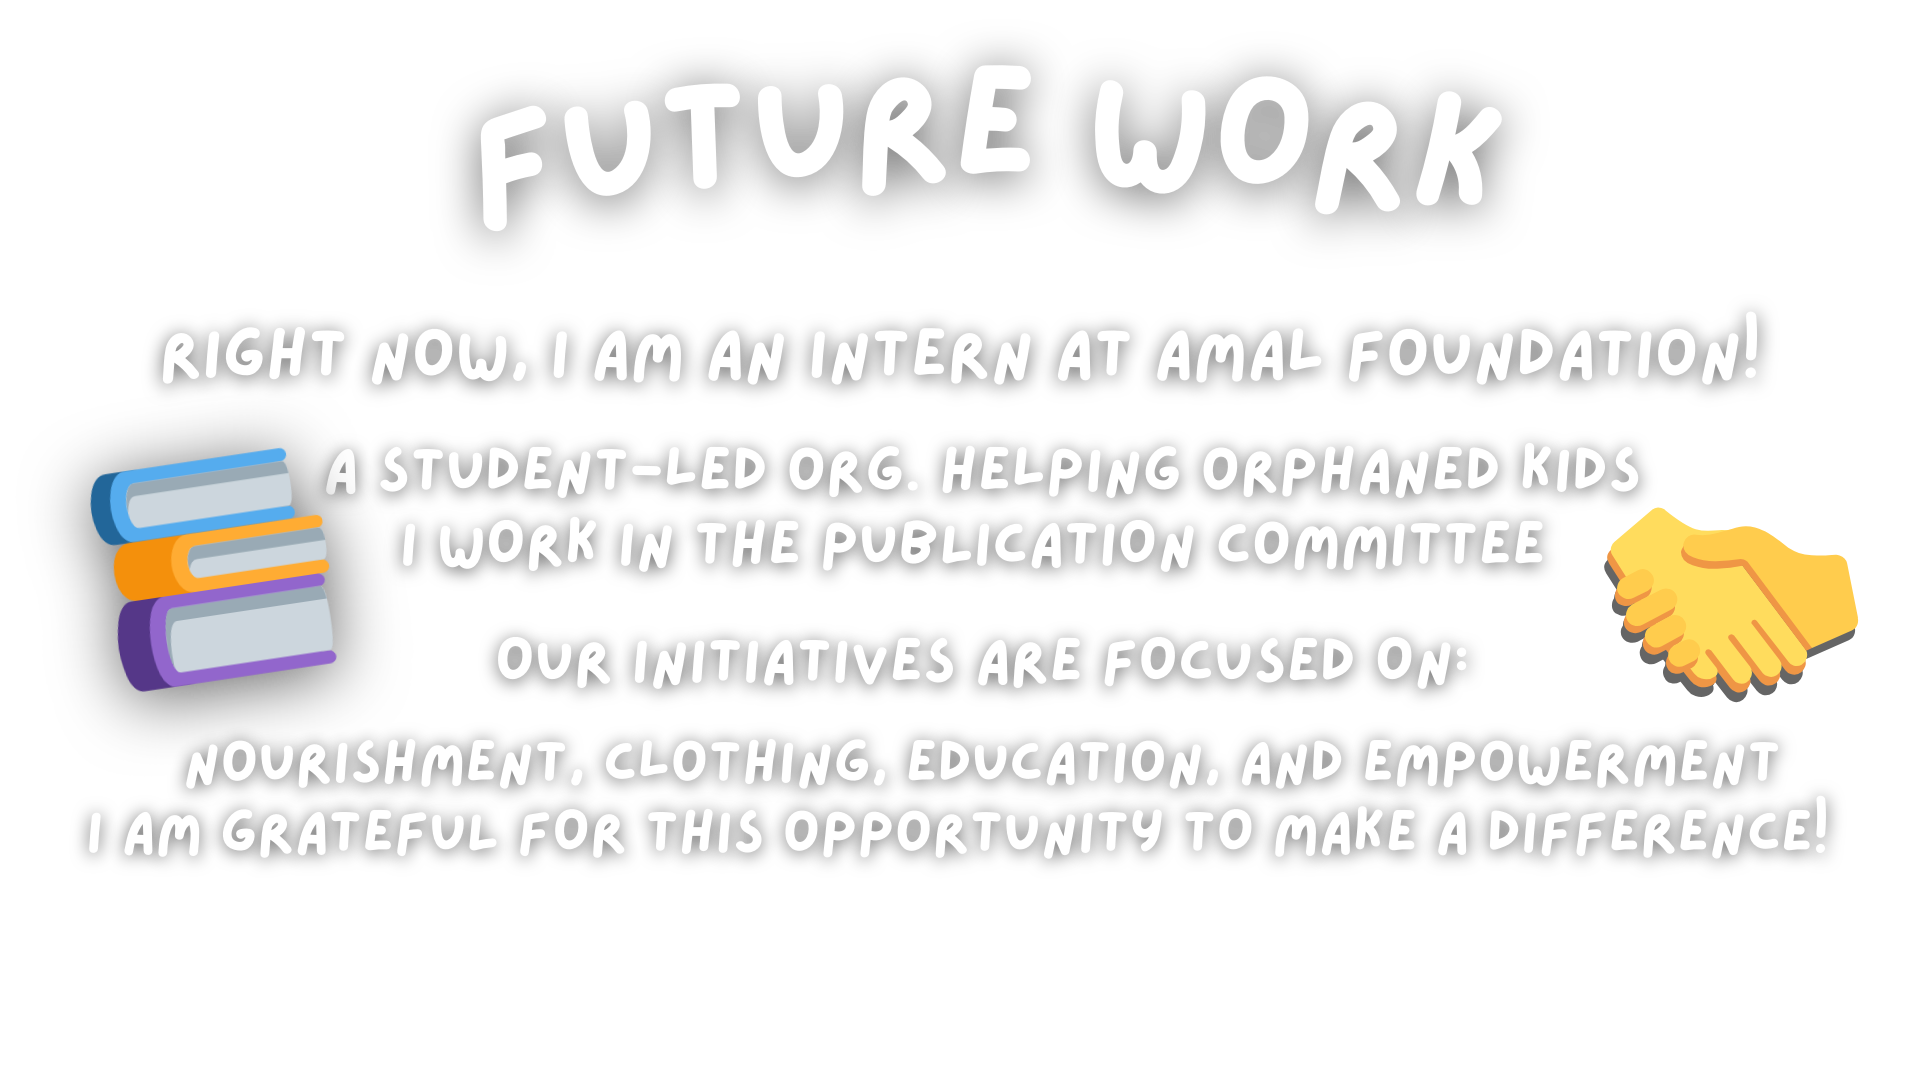 FUTURE WORK
RIGHT NOW, I AM AN INTERN AT AMAL FOUNDATION!
A STUDENT-LED ORG. HELPING ORPHANED KIDS
I WORK IN THE PUBLICATION COMMITTEE
OUR INITIATIVES ARE FOCUSED ON:
NOURISHMENT, CLOTHING, EDUCATION, AND EMPOWERMENT
I AM GRATEFUL FOR THIS OPPORTUNITY TO MAKE A DIFFERENCE!